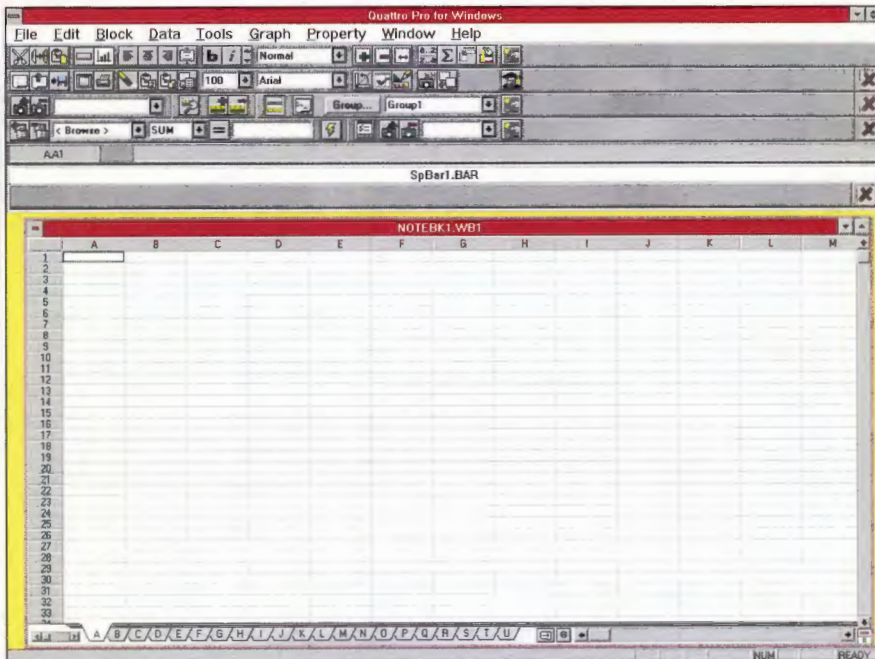 Quattro Pro for Windows
File Edit Block Data Tools Graph Property Window Help
b i Normal
100 Arial
Group... Group1
< Browse > SUM
AA1
SpBar1.BAR
NOTEBK1.WB1
A B C D E F G H I J K L M
1
2
3
4
5
6
7
8
9
10
11
12
13
14
15
16
17
18
19
20
21
22
23
24
25
26
27
28
29
30
31
32
33
A B C D E F G H I J K L M N O P Q R S T U
NUM READY